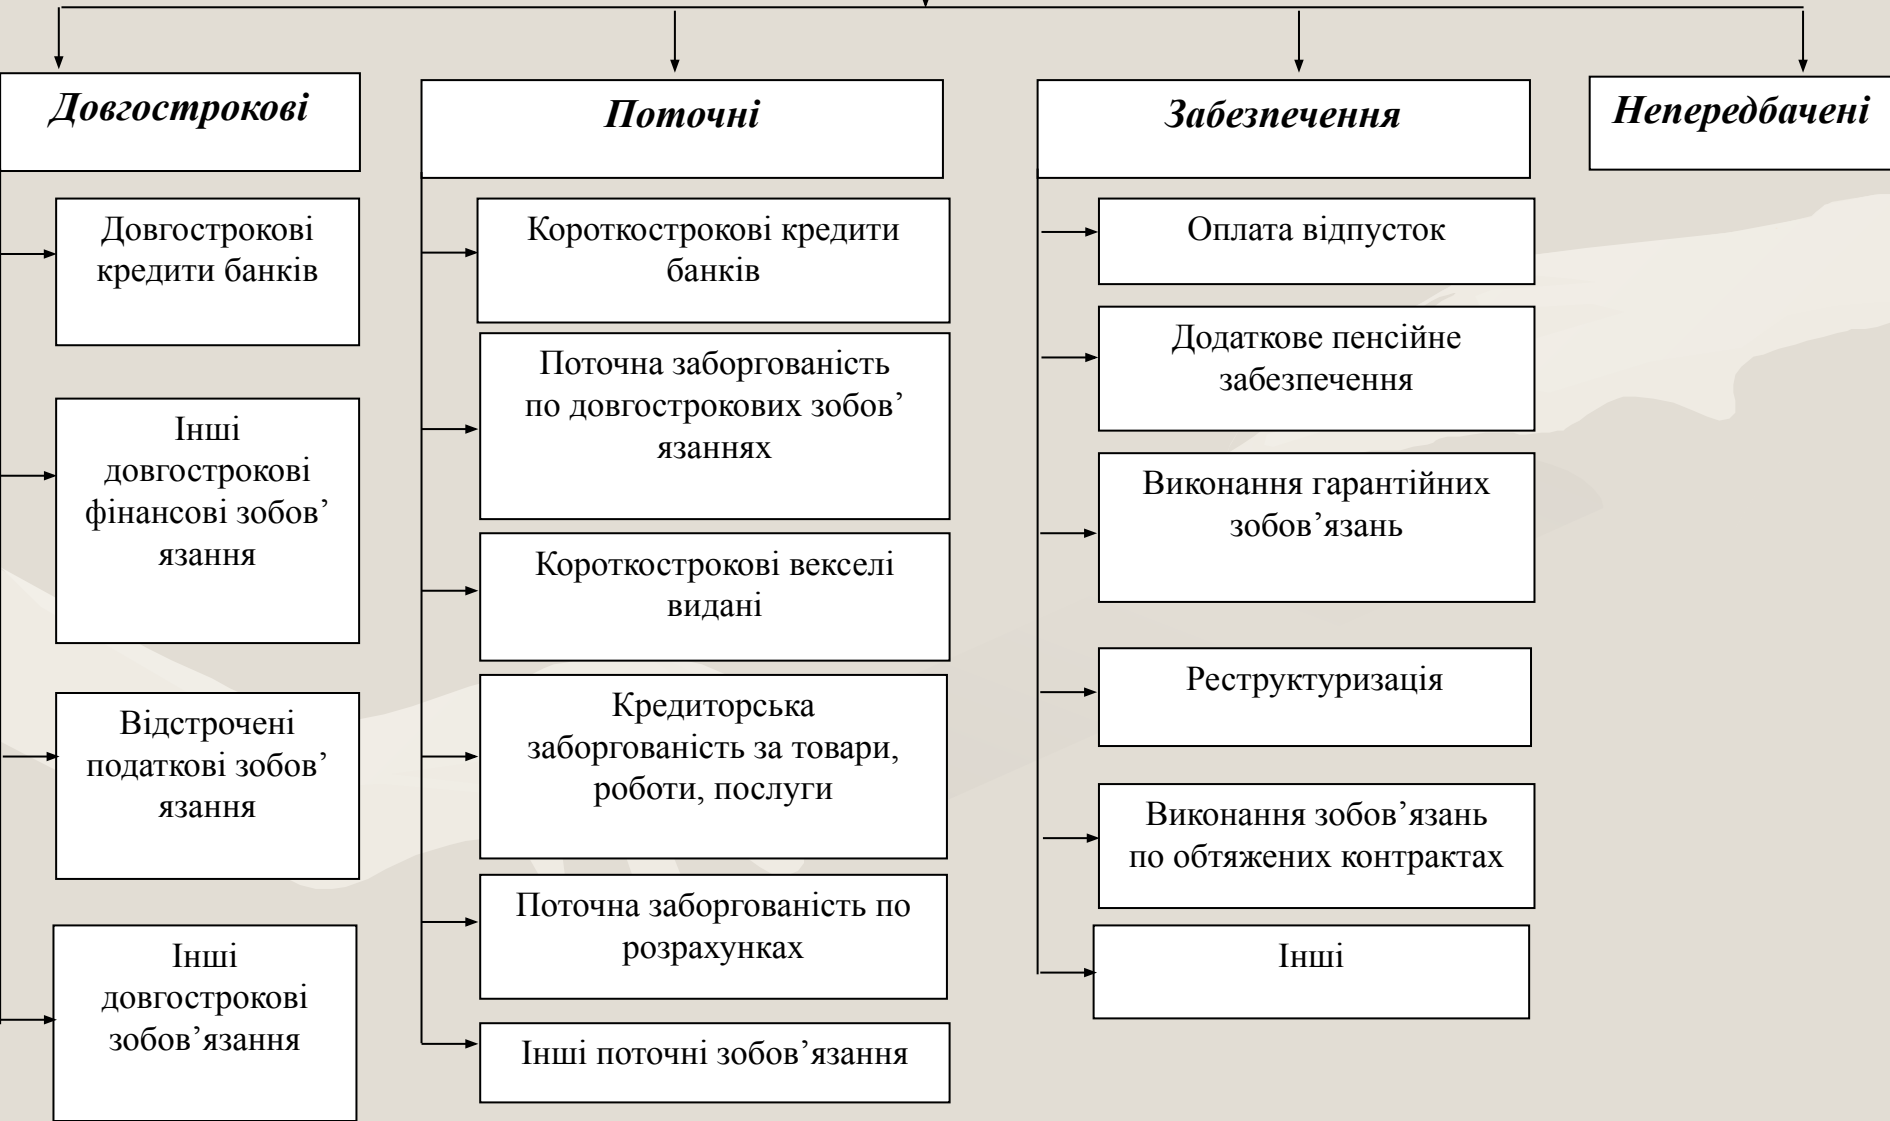 Довгострокові
Поточні
Забезпечення
Непередбачені
Довгострокові
кредити банків
Інші
довгострокові
фінансові зобов’
язання
Відстрочені
податкові зобов’
язання
Інші
довгострокові
зобов’язання
Короткострокові кредити
банків
Поточна заборгованість
по довгострокових зобов’
язаннях
Короткострокові векселі
видані
Кредиторська
заборгованість за товари,
роботи, послуги
Поточна заборгованість по
розрахунках
Інші поточні зобов’язання
Оплата відпусток
Додаткове пенсійне
забезпечення
Виконання гарантійних
зобов’язань
Реструктуризація
Виконання зобов’язань
по обтяжених контрактах
Інші